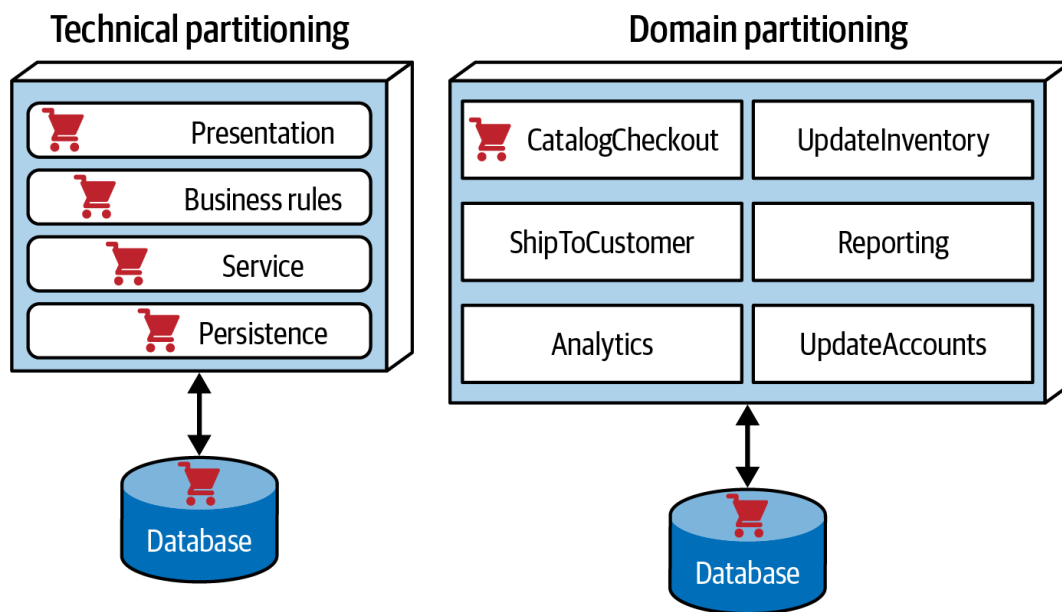 Technical partitioning
Presentation
Business rules
Service
Persistence
Database
Domain partitioning
CatalogCheckout
UpdateInventory
ShipToCustomer
Reporting
Analytics
UpdateAccounts
Database